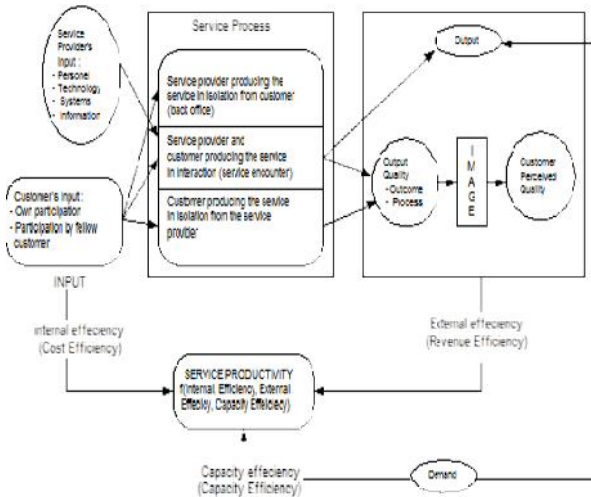 Service
Provider's
Input :
- Personel
- Technology
- Systems
- Information
Service Process
Service provider producing the
service in isolation from customer
(back office)
Service provider and
customer producing the service
in interaction (service encounter)
Customer producing the service
in isolation from the service
provider
Output
Output
Quality
-Outcome
- Process
IMAGE
Customer
Perceived
Quality
Customer's Input :
- Own participation
- Participation by fellow
customer
INPUT
Internal effeciency
(Cost Efficiency)
External effeciency
(Revenue Efficiency)
SERVICE PRODUCTIVITY
f(Internal Efficiency, External
Capacity
Capacity effeciency
(Capacity Efficiency)
Demand